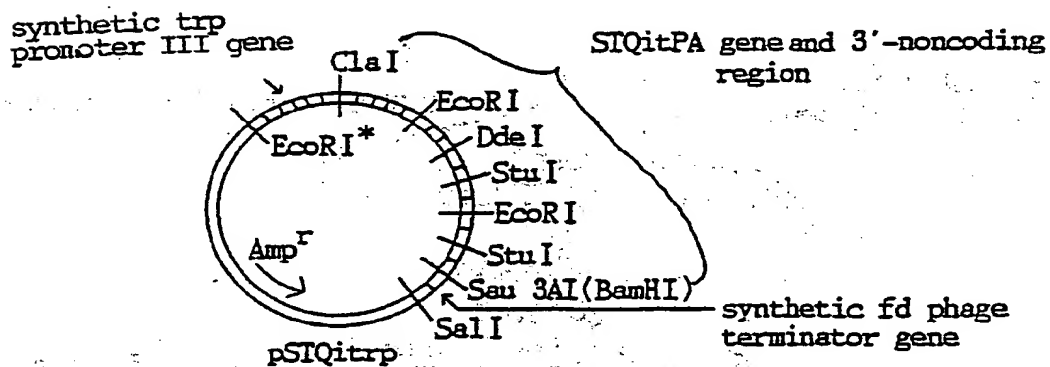 synthetic trp
promoter III gene
STQitPA gene and 3'-noncoding
region
ClaI
EcoRI
EcoRI*
DdeI
StuI
EcoRI
StuI
Amp^r
Sau 3AI(BamHI)
SalI
synthetic fd phage
terminator gene
pSTQitrp